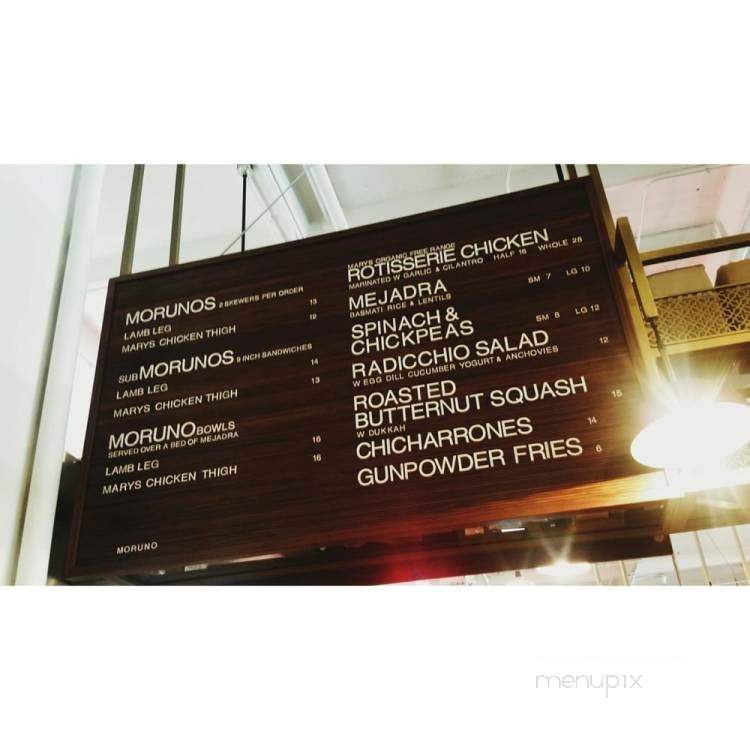 MORUNOS 2 SKEWERS PER ORDER
LAMB LEG 13
MARYS CHICKEN THIGH 12
SUB MORUNOS 9 INCH SANDWICHES
LAMB LEG 14
MARYS CHICKEN THIGH 13
MORUNO BOWLS
SERVED OVER A BED OF MEJADRA
LAMB LEG 16
MARYS CHICKEN THIGH 16
MORUNO
MARYS ORGANIC FREE RANGE
ROTISSERIE CHICKEN
MARINATED W GARLIC & CILANTRO HALF 16 WHOLE 28
MEJADRA SM 7 LG 10
BASMATI RICE & LENTILS
SPINACH &
CHICKPEAS SM 8 LG 12
RADICCHIO SALAD 12
W EGG DILL CUCUMBER YOGURT & ANCHOVIES
ROASTED
BUTTERNUT SQUASH 15
W DUKKAH
CHICHARRONES 14
GUNPOWDER FRIES 6
menupix